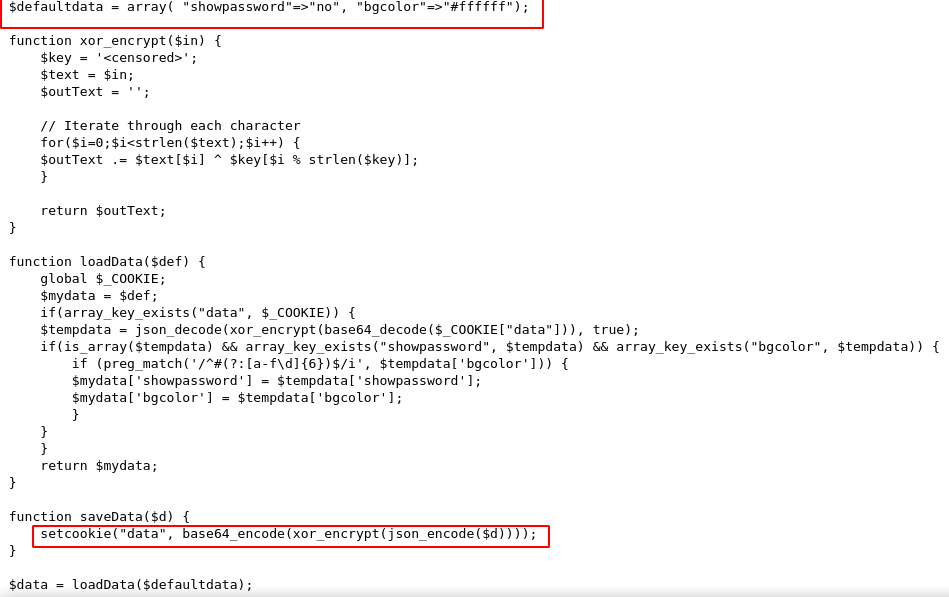 $defaultdata = array( "showpassword"=>"no", "bgcolor"=>"#ffffff");
function xor_encrypt($in) {
    $key = '<censored>';
    $text = $in;
    $outText = '';
    // Iterate through each character
    for($i=0;$i<strlen($text);$i++) {
    $outText .= $text[$i] ^ $key[$i % strlen($key)];
    }
    return $outText;
}
function loadData($def) {
    global $_COOKIE;
    $mydata = $def;
    if(array_key_exists("data", $_COOKIE)) {
    $tempdata = json_decode(xor_encrypt(base64_decode($_COOKIE["data"])), true);
    if(is_array($tempdata) && array_key_exists("showpassword", $tempdata) && array_key_exists("bgcolor", $tempdata)) {
        if (preg_match('/^#(?:[a-f\d]{6})$/i', $tempdata['bgcolor'])) {
        $mydata['showpassword'] = $tempdata['showpassword'];
        $mydata['bgcolor'] = $tempdata['bgcolor'];
        }
    }
    }
    return $mydata;
}
function saveData($d) {
    setcookie("data", base64_encode(xor_encrypt(json_encode($d))));
}
$data = loadData($defaultdata);